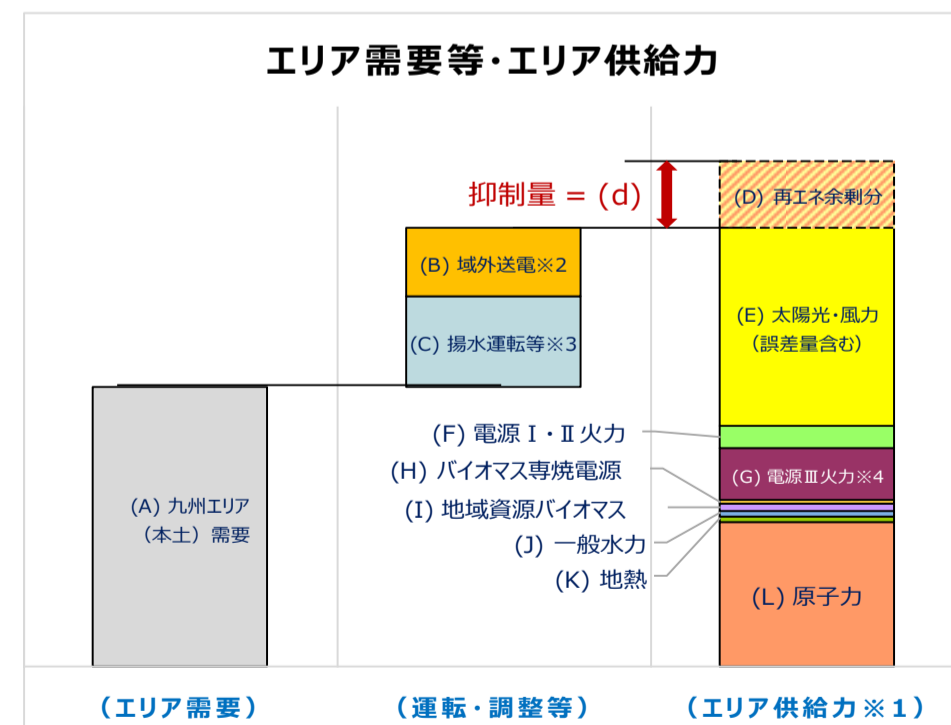 エリア需要等・エリア供給力
抑制量 = (d)
(D) 再エネ余剰分
(B) 域外送電※2
(C) 揚水運転等※3
(E) 太陽光・風力
（誤差量含む）
(F) 電源Ⅰ・Ⅱ火力
(H) バイオマス専焼電源
(G) 電源Ⅲ火力※4
(A) 九州エリア
（本土）需要
(I) 地域資源バイオマス
(J) 一般水力
(K) 地熱
(L) 原子力
（エリア需要）
（運転・調整等）
（エリア供給力※1）